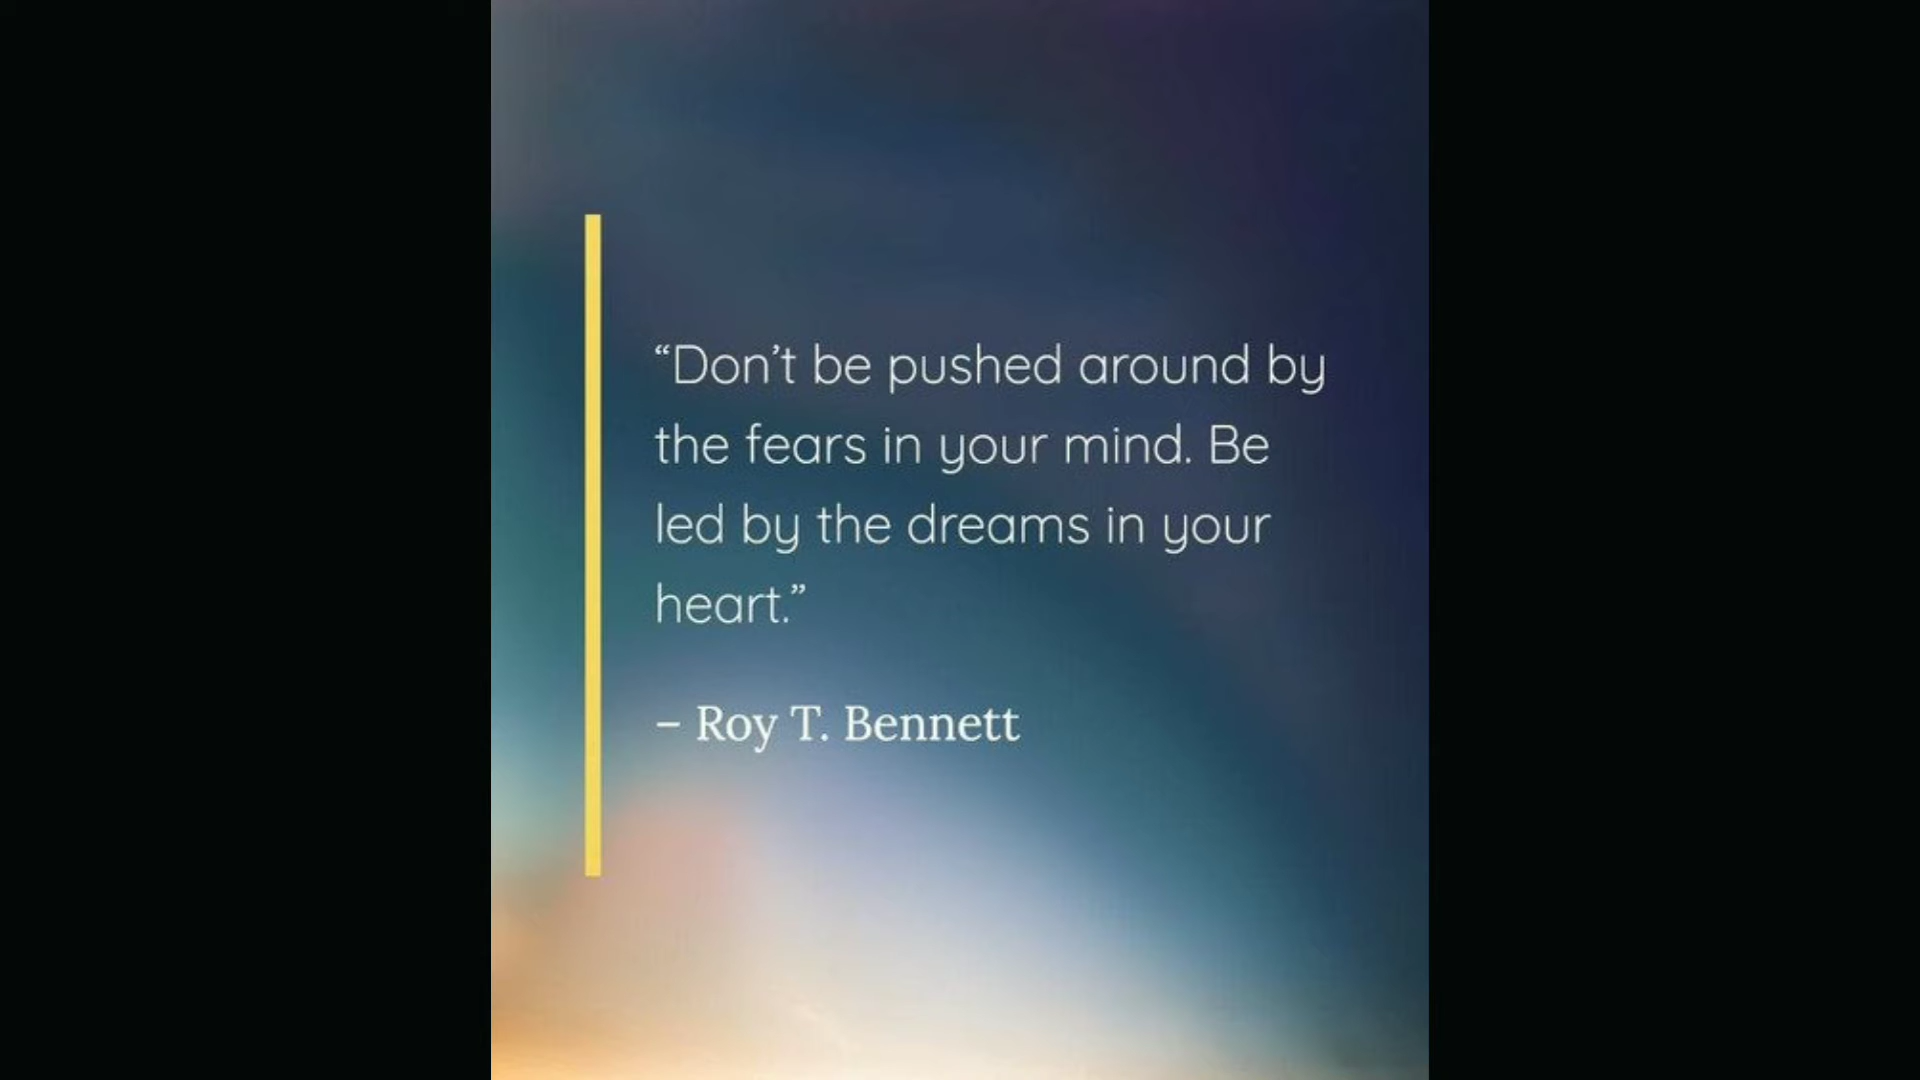 “Don’t be pushed around by
the fears in your mind. Be
led by the dreams in your
heart.”
– Roy T. Bennett